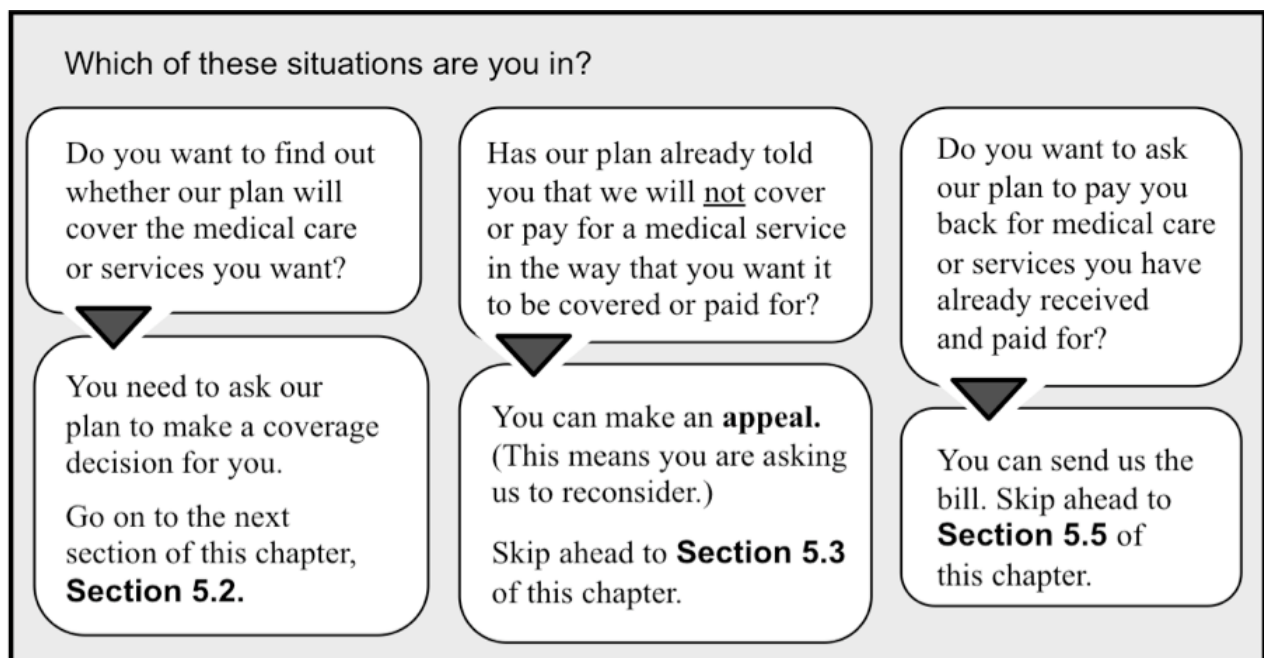 Which of these situations are you in?
Do you want to find out
whether our plan will
cover the medical care
or services you want?
You need to ask our
plan to make a coverage
decision for you.
Go on to the next
section of this chapter,
Section 5.2.
Has our plan already told
you that we will not cover
or pay for a medical service
in the way that you want it
to be covered or paid for?
You can make an appeal.
(This means you are asking
us to reconsider.)
Skip ahead to Section 5.3
of this chapter.
Do you want to ask
our plan to pay you
back for medical care
or services you have
already received
and paid for?
You can send us the
bill. Skip ahead to
Section 5.5 of
this chapter.